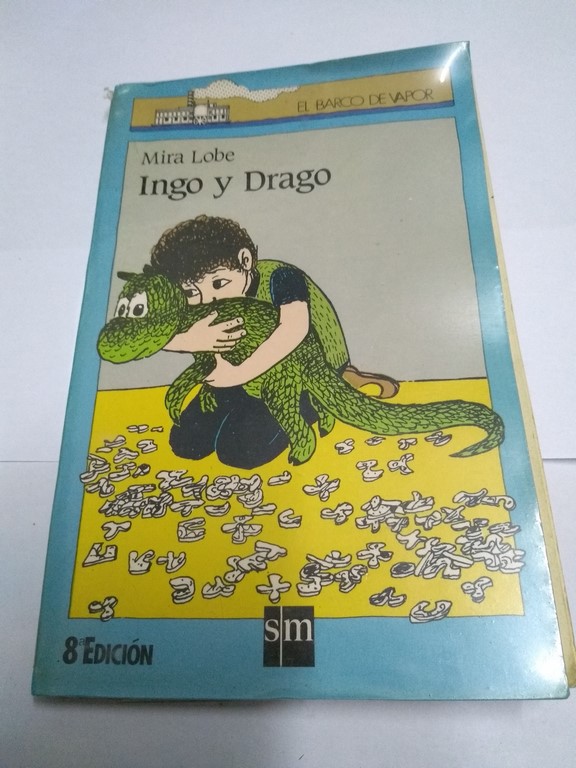 EL BARCO DE VAPOR
Mira Lobe
Ingo y Drago
sm
8ª EDICIÓN